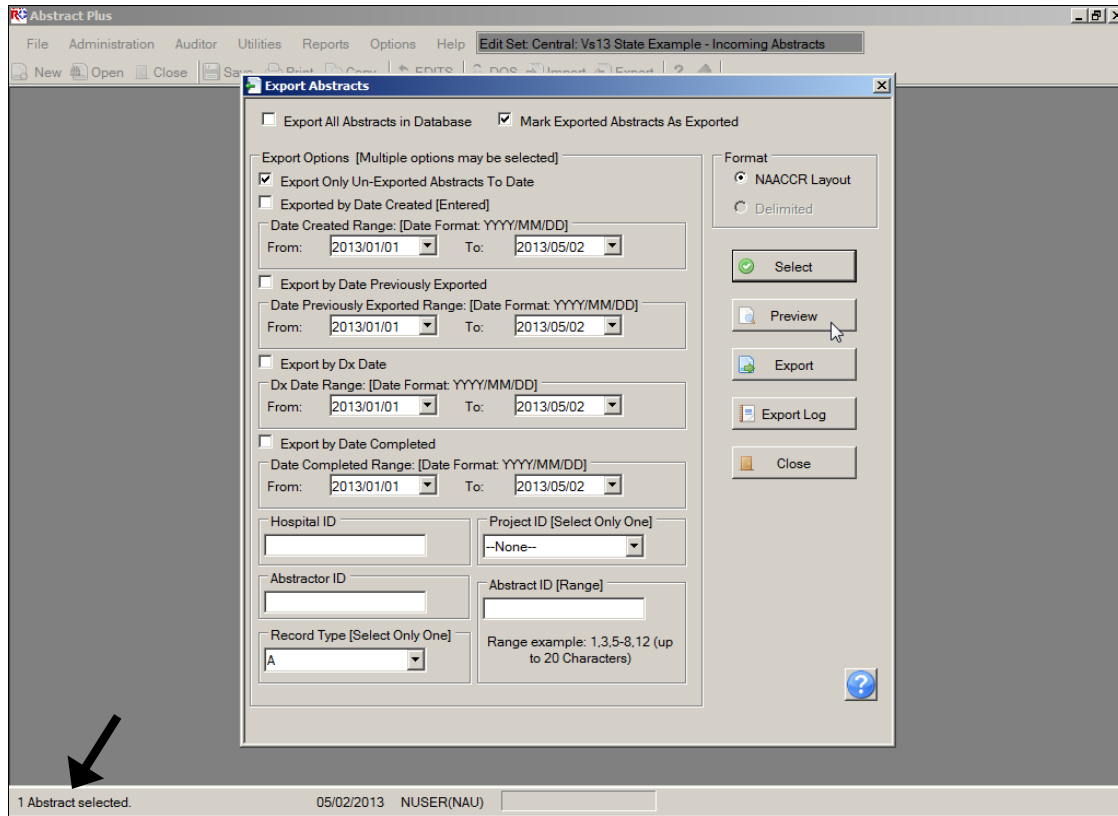 Abstract Plus
File Administration Auditor Utilities Reports Options Help Edit Set: Central: Vs13 State Example - Incoming Abstracts
New Open Close Save Print Copy EDITS DOS Import Export ?
Export Abstracts
Export All Abstracts in Database Mark Exported Abstracts As Exported
Export Options [Multiple options may be selected]
Export Only Un-Exported Abstracts To Date
Exported by Date Created [Entered]
Date Created Range: [Date Format: YYYY/MM/DD]
From: 2013/01/01 To: 2013/05/02
Export by Date Previously Exported
Date Previously Exported Range: [Date Format: YYYY/MM/DD]
From: 2013/01/01 To: 2013/05/02
Export by Dx Date
Dx Date Range: [Date Format: YYYY/MM/DD]
From: 2013/01/01 To: 2013/05/02
Export by Date Completed
Date Completed Range: [Date Format: YYYY/MM/DD]
From: 2013/01/01 To: 2013/05/02
Hospital ID
Project ID [Select Only One]
--None--
Abstractor ID
Abstract ID [Range]
Record Type [Select Only One]
A
Range example: 1,3,5-8,12 (up
to 20 Characters)
Format
NAACCR Layout
Delimited
Select
Preview
Export
Export Log
Close
?
1 Abstract selected. 05/02/2013 NUSER(NAU)